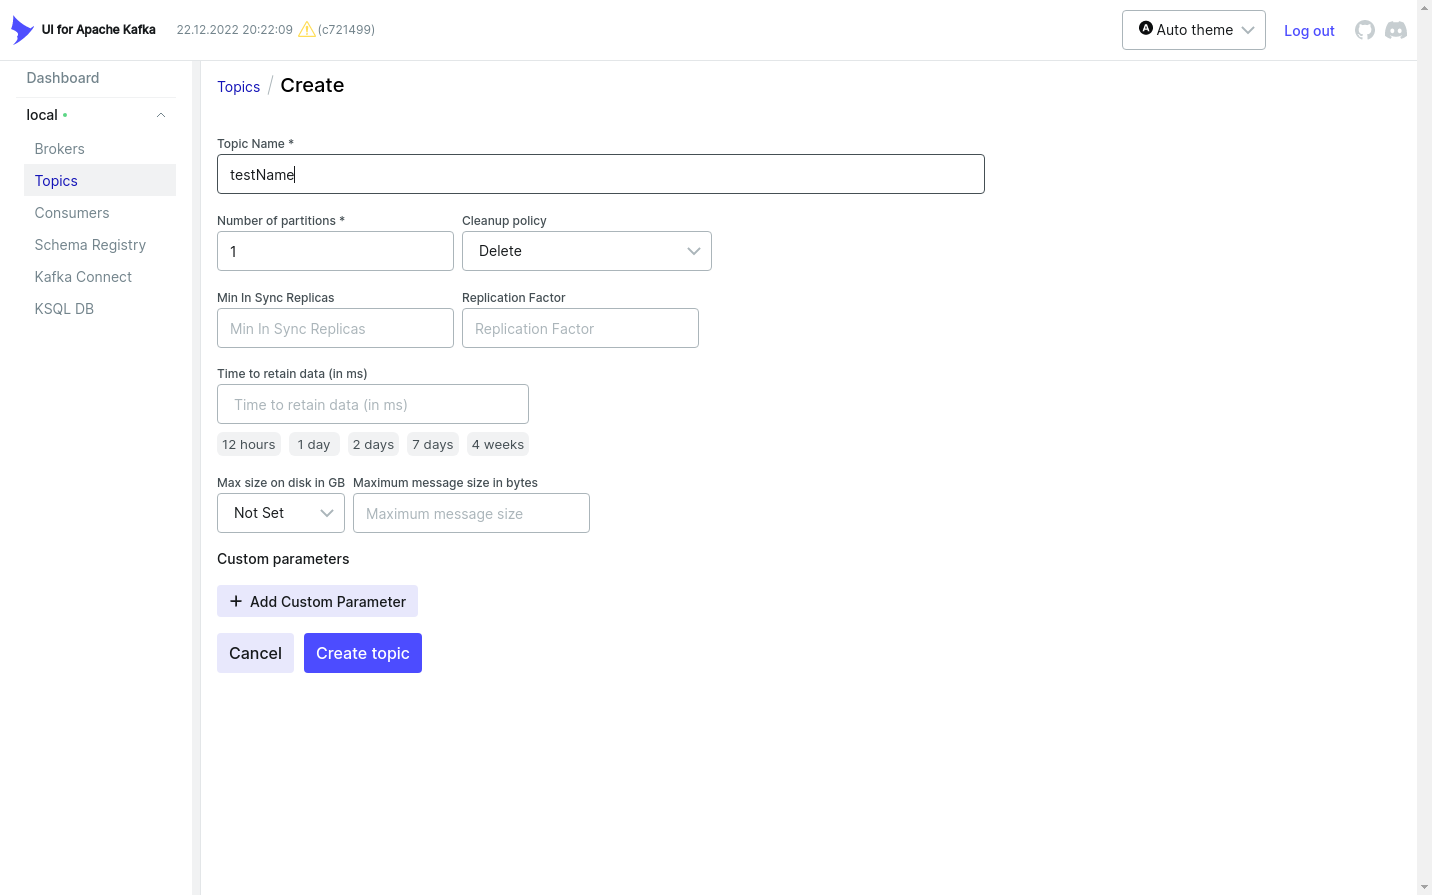 UI for Apache Kafka 22.12.2022 20:22:09 (c721499) A Auto theme Log out
Dashboard
local
Brokers
Topics
Consumers
Schema Registry
Kafka Connect
KSQL DB
Topics / Create
Topic Name *
testName
Number of partitions * Cleanup policy
1 Delete
Min In Sync Replicas Replication Factor
Min In Sync Replicas Replication Factor
Time to retain data (in ms)
Time to retain data (in ms)
12 hours 1 day 2 days 7 days 4 weeks
Max size on disk in GB Maximum message size in bytes
Not Set Maximum message size
Custom parameters
+ Add Custom Parameter
Cancel Create topic